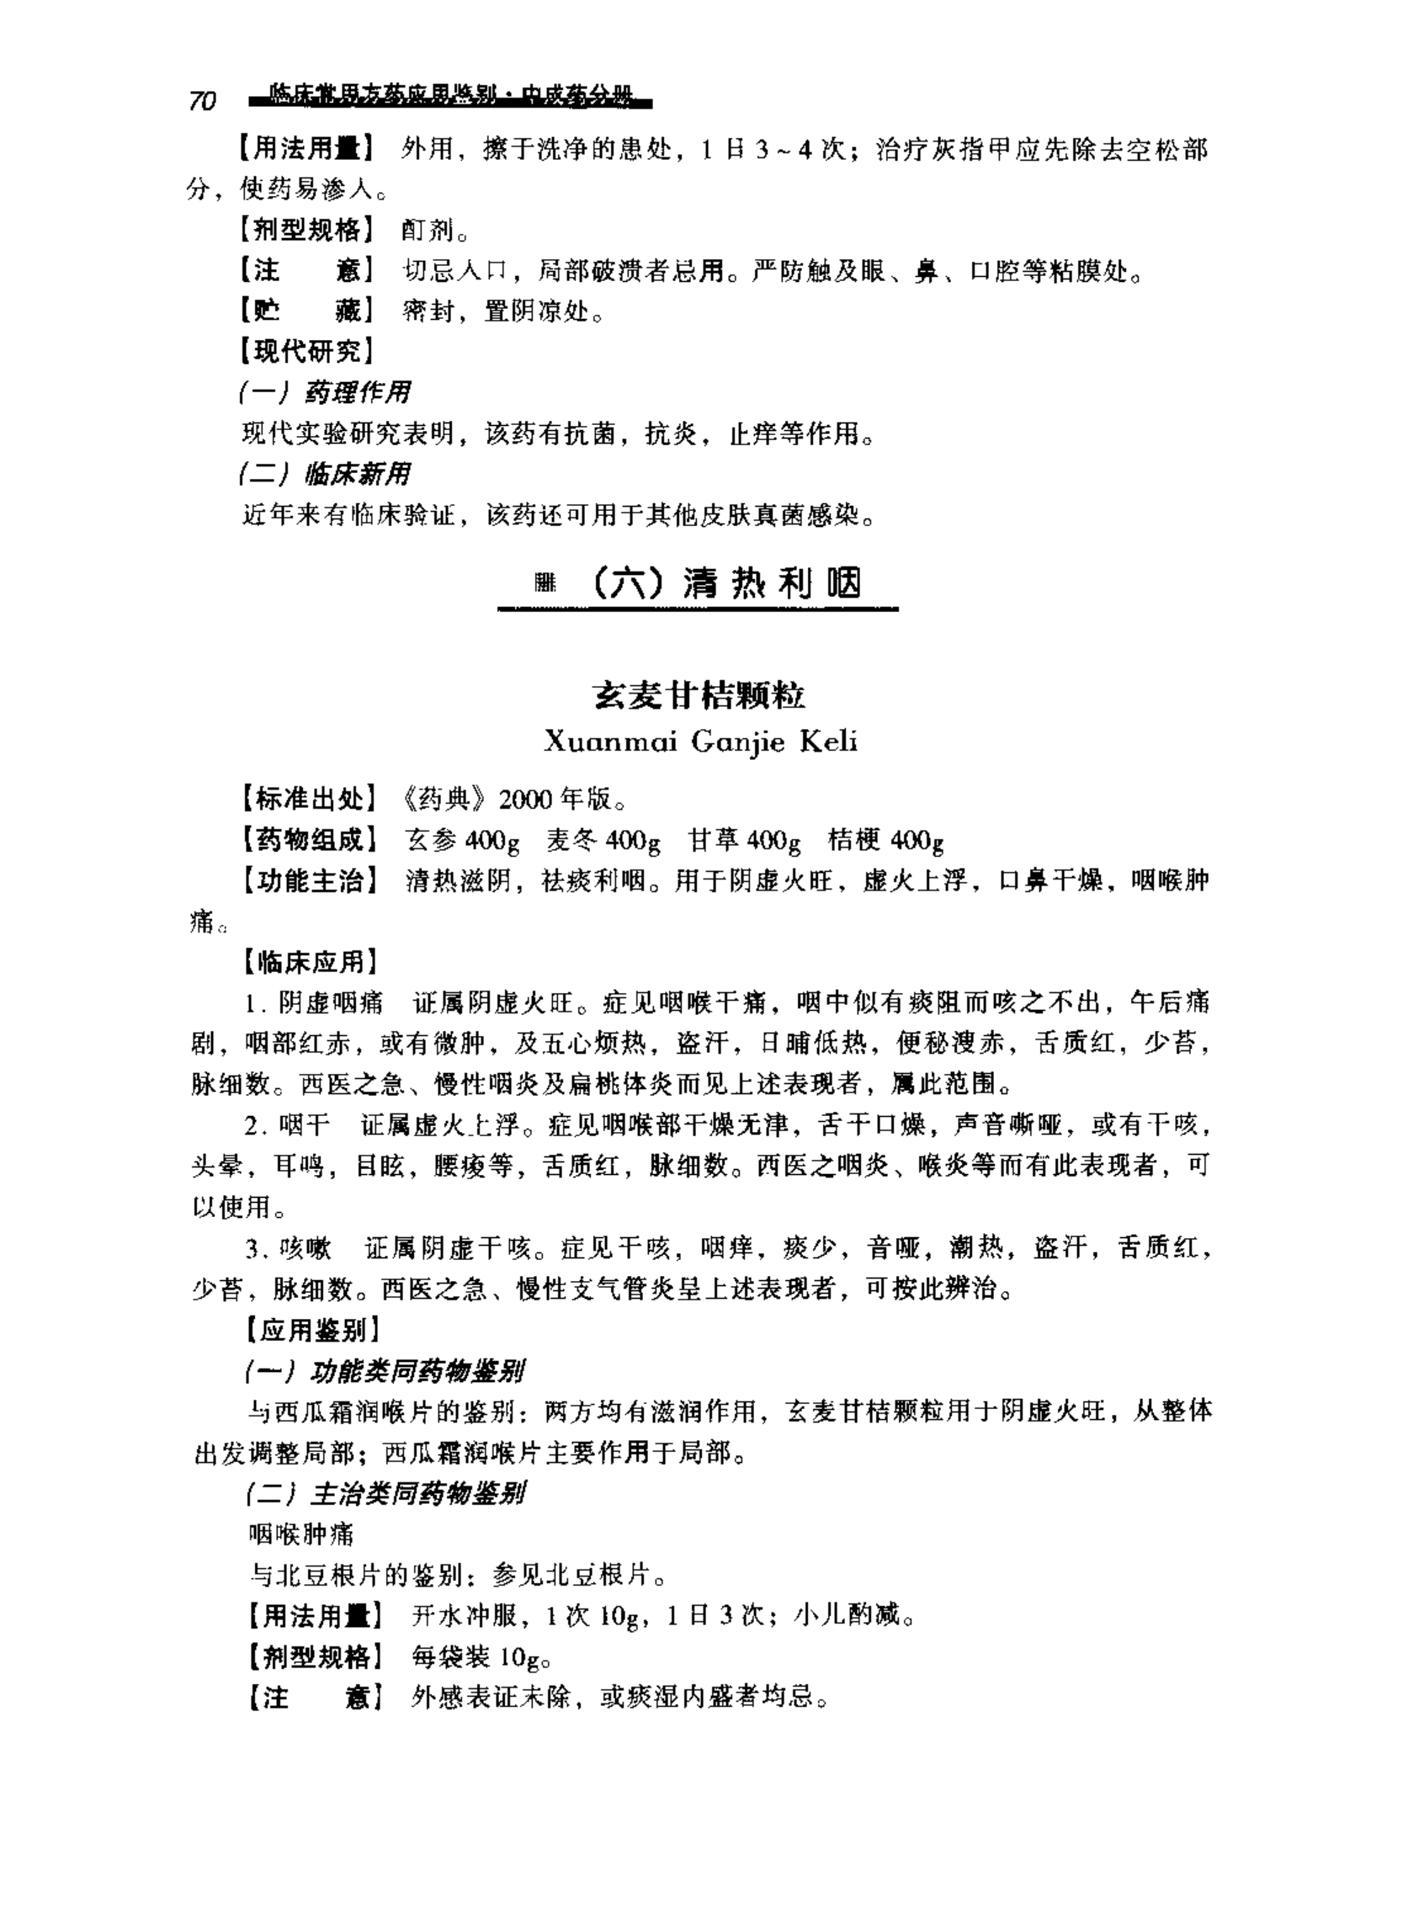 70 临床常用方药应用鉴别·中成药分册
【用法用量】 外用，擦于洗净的患处，1日3~4次；治疗灰指甲应先除去空松部
分，使药易渗入。
【剂型规格】 酊剂。
【注　　意】 切忌入口，局部破溃者忌用。严防触及眼、鼻、口腔等粘膜处。
【贮　　藏】 密封，置阴凉处。
【现代研究】
(一) 药理作用
现代实验研究表明，该药有抗菌，抗炎，止痒等作用。
(二) 临床新用
近年来有临床验证，该药还可用于其他皮肤真菌感染。
(六) 清热利咽
玄麦甘桔颗粒
Xuanmai Ganjie Keli
【标准出处】《药典》2000年版。
【药物组成】 玄参400g 麦冬400g 甘草400g 桔梗400g
【功能主治】 清热滋阴，祛痰利咽。用于阴虚火旺，虚火上浮，口鼻干燥，咽喉肿
痛。
【临床应用】
1. 阴虚咽痛 证属阴虚火旺。症见咽喉干痛，咽中似有痰阻而咳之不出，午后痛
剧，咽部红赤，或有微肿，及五心烦热，盗汗，日晡低热，便秘溲赤，舌质红，少苔，
脉细数。西医之急、慢性咽炎及扁桃体炎而见上述表现者，属此范围。
2. 咽干 证属虚火上浮。症见咽喉部干燥无津，舌干口燥，声音嘶哑，或有干咳，
头晕，耳鸣，目眩，腰痠等，舌质红，脉细数。西医之咽炎、喉炎等而有此表现者，可
以使用。
3. 咳嗽 证属阴虚干咳。症见干咳，咽痒，痰少，音哑，潮热，盗汗，舌质红，
少苔，脉细数。西医之急、慢性支气管炎呈上述表现者，可按此辨治。
【应用鉴别】
(一) 功能类同药物鉴别
与西瓜霜润喉片的鉴别：两方均有滋润作用，玄麦甘桔颗粒用于阴虚火旺，从整体
出发调整局部；西瓜霜润喉片主要作用于局部。
(二) 主治类同药物鉴别
咽喉肿痛
与北豆根片的鉴别：参见北豆根片。
【用法用量】 开水冲服，1次10g，1日3次；小儿酌减。
【剂型规格】 每袋装10g。
【注　　意】 外感表证未除，或痰湿内盛者均忌。